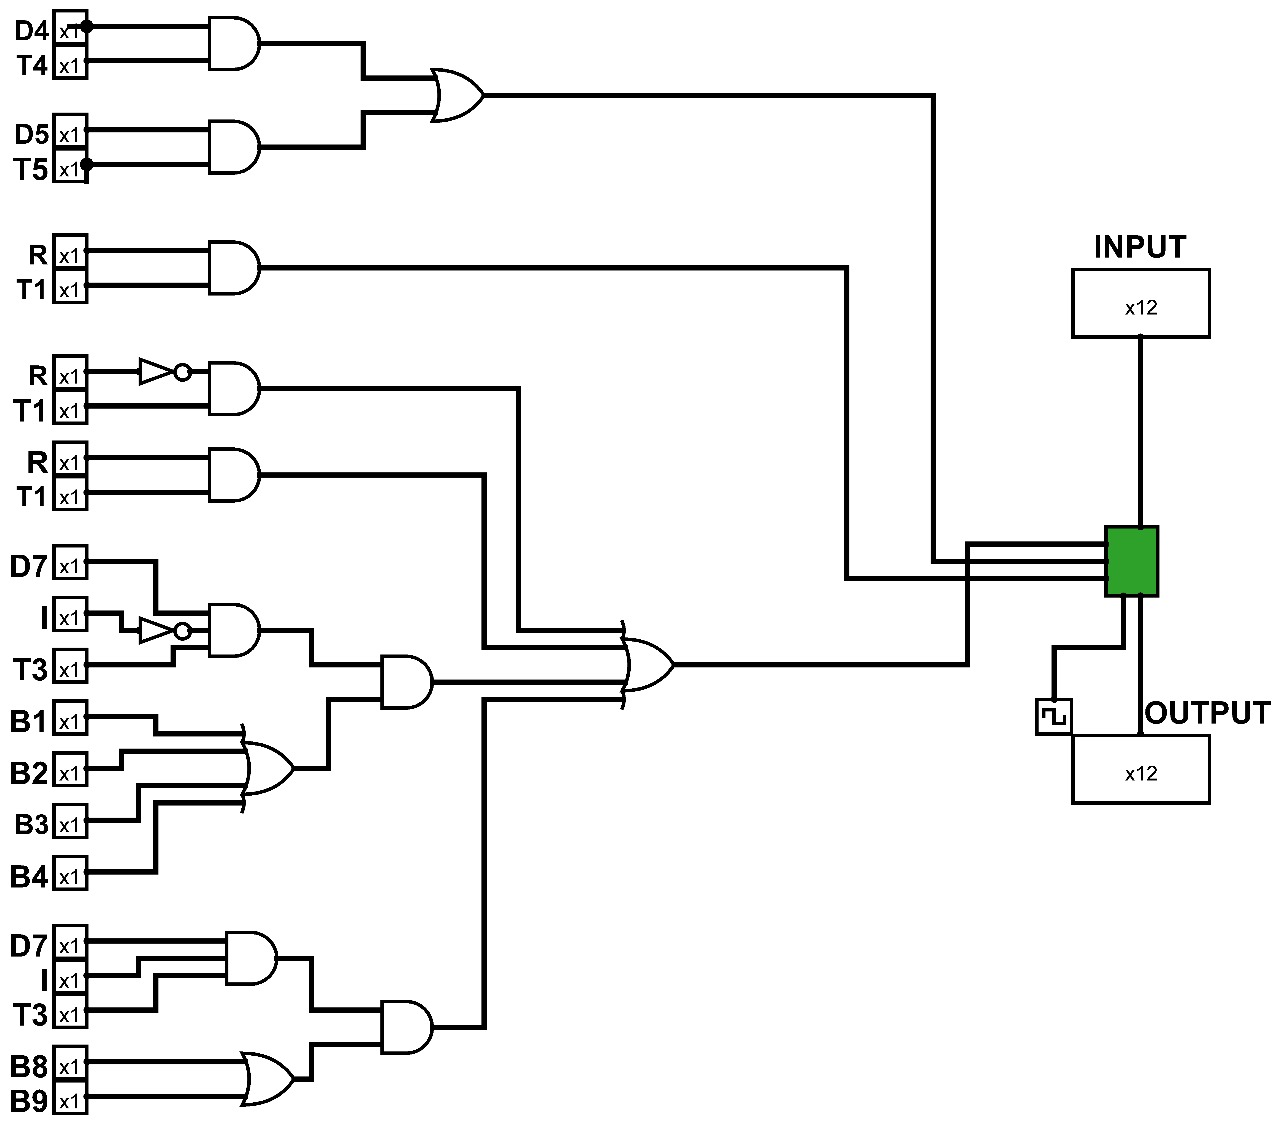 D4 x1
T4 x1
D5 x1
T5 x1
R x1
T1 x1
INPUT
x12
R x1
T1 x1
R x1
T1 x1
D7 x1
I x1
T3 x1
B1 x1
OUTPUT
B2 x1
x12
B3 x1
B4 x1
D7 x1
I x1
T3 x1
B8 x1
B9 x1